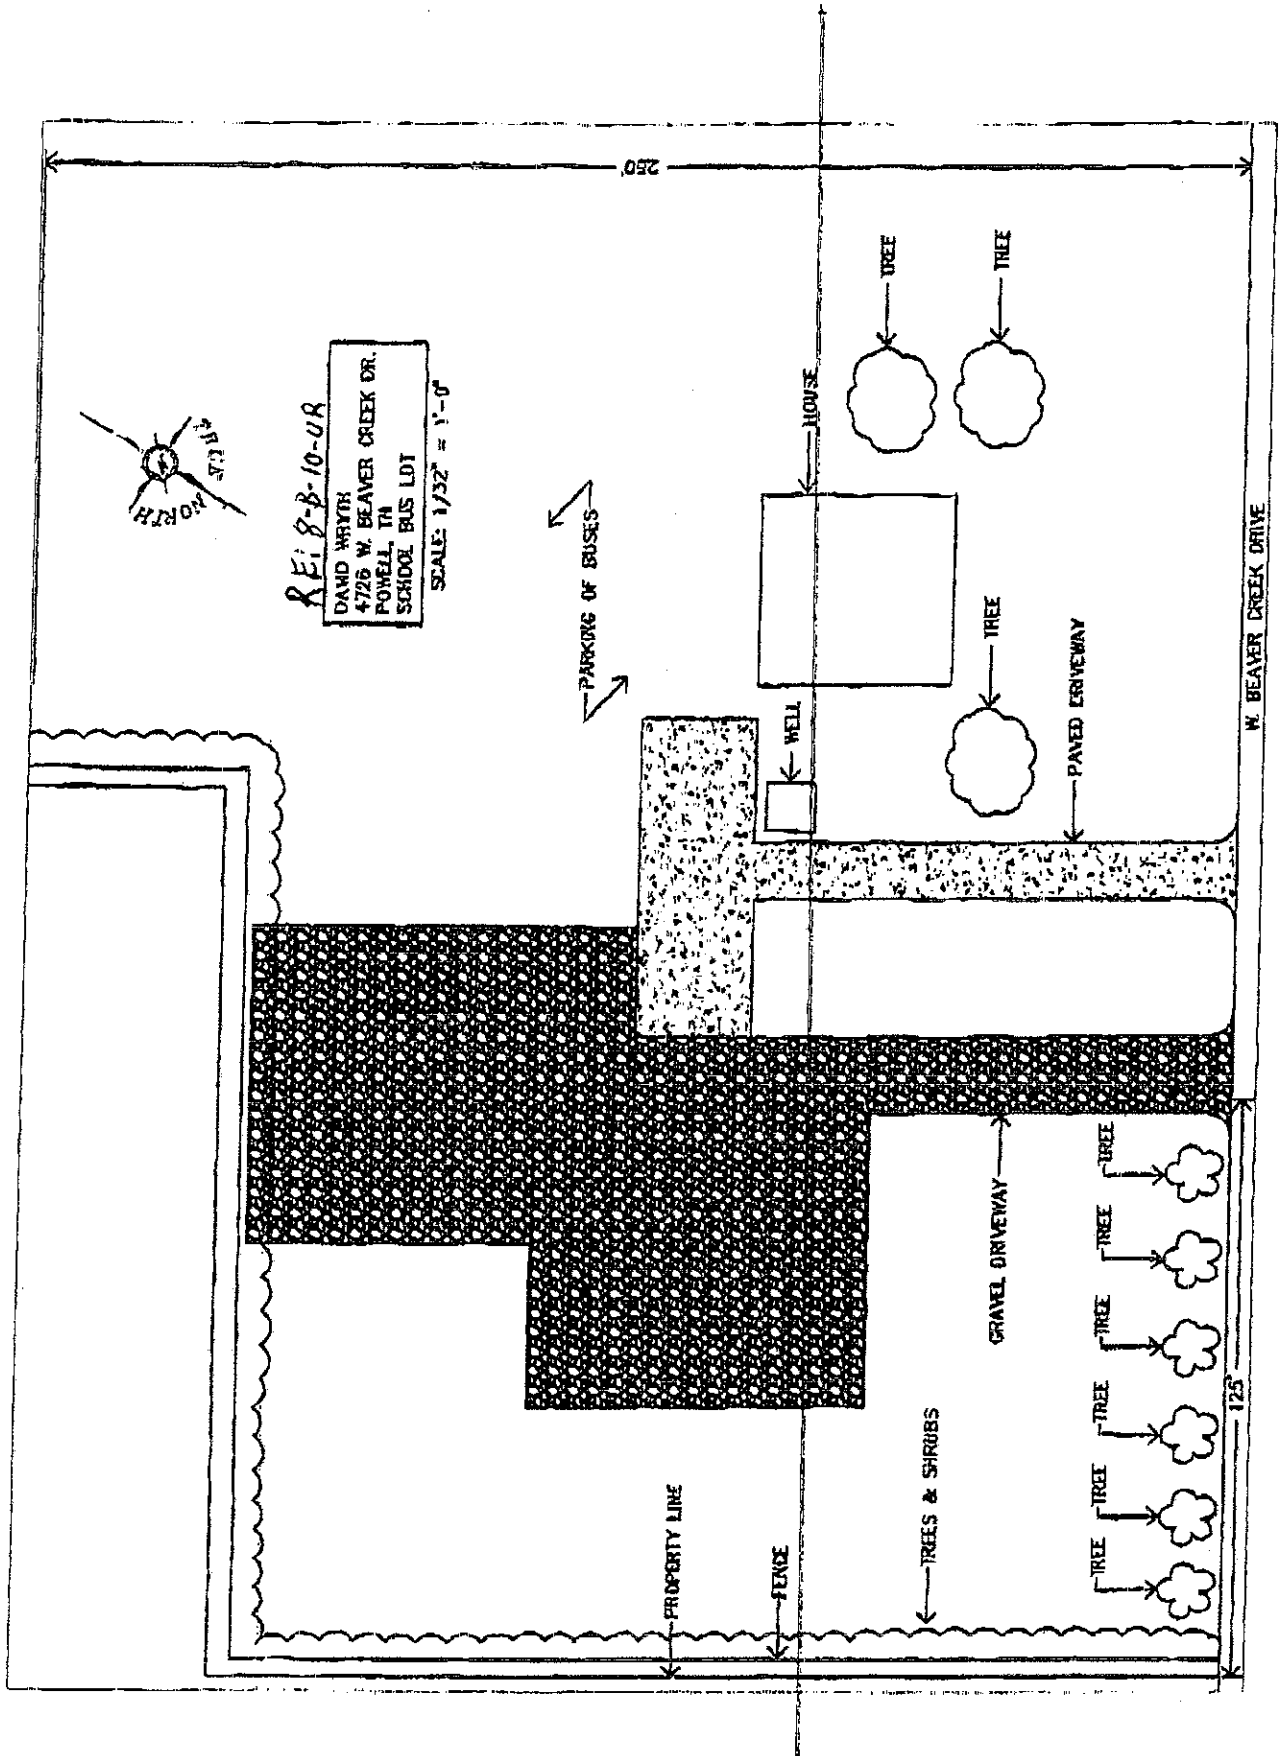 250'
NORTH
RE: 8-B-10-UR
4726 W. BEAVER CREEK DR.
POWELL, TN
SCHOOL BUS LOT
SCALE: 1/32" = 1'-0"
PARKING OF BUSES
HOUSE
TREE
TREE
WELL
TREE
PAVED DRIVEWAY
W. BEAVER CREEK DRIVE
GRAVEL DRIVEWAY
TREE
TREE
TREE
TREE
TREE
TREE
125'
TREES & SHRUBS
PROPERTY LINE
FENCE